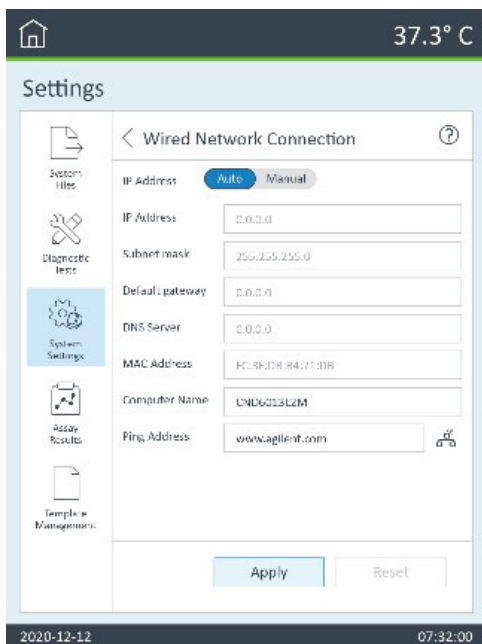 37.3° C
Settings
System
Files
Diagnostic
Tests
System
Settings
Assay
Results
Template
Management
Wired Network Connection
IP Address Auto Manual
IP Address 0.0.0.0
Subnet mask 255.255.255.0
Default gateway 0.0.0.0
DNS Server 0.0.0.0
MAC Address
Computer Name
Ping Address www.agilent.com
Apply Reset
2020-12-12 07:32:00